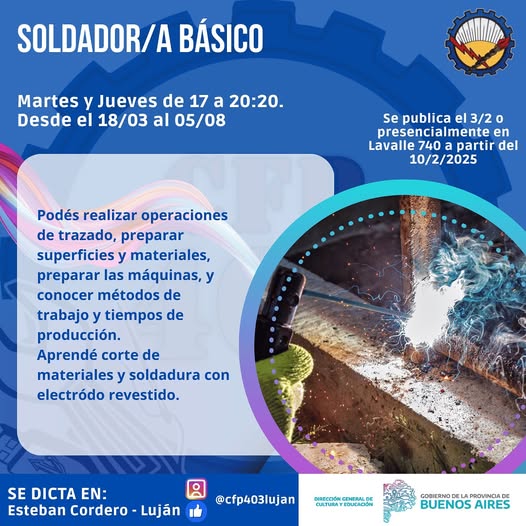 SOLDADOR/A BÁSICO
Martes y Jueves de 17 a 20:20.
Desde el 18/03 al 05/08
Se publica el 3/2 o
presencialmente en
Lavalle 740 a partir del
10/2/2025
Podés realizar operaciones
de trazado, preparar
superficies y materiales,
preparar las máquinas, y
conocer métodos de
trabajo y tiempos de
producción.
Aprendé corte de
materiales y soldadura con
electródo revestido.
SE DICTA EN:
Esteban Cordero - Luján
@cfp403lujan
DIRECCIÓN GENERAL DE
CULTURA Y EDUCACIÓN
GOBIERNO DE LA PROVINCIA DE
BUENOS AIRES